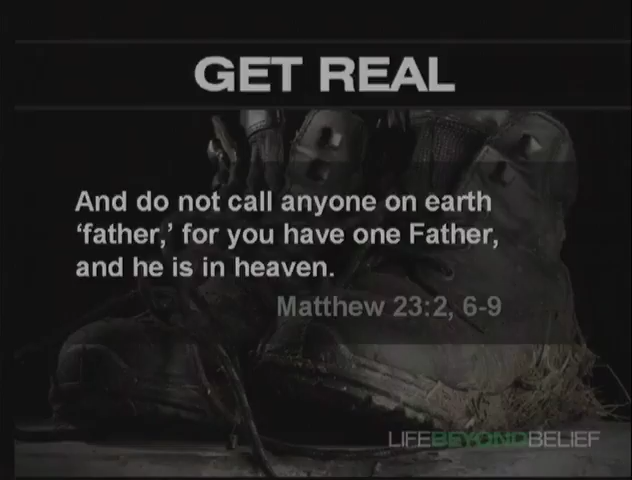 GET REAL
And do not call anyone on earth
‘father,’ for you have one Father,
and he is in heaven.
Matthew 23:2, 6-9
LIFEBEYONDBELIEF